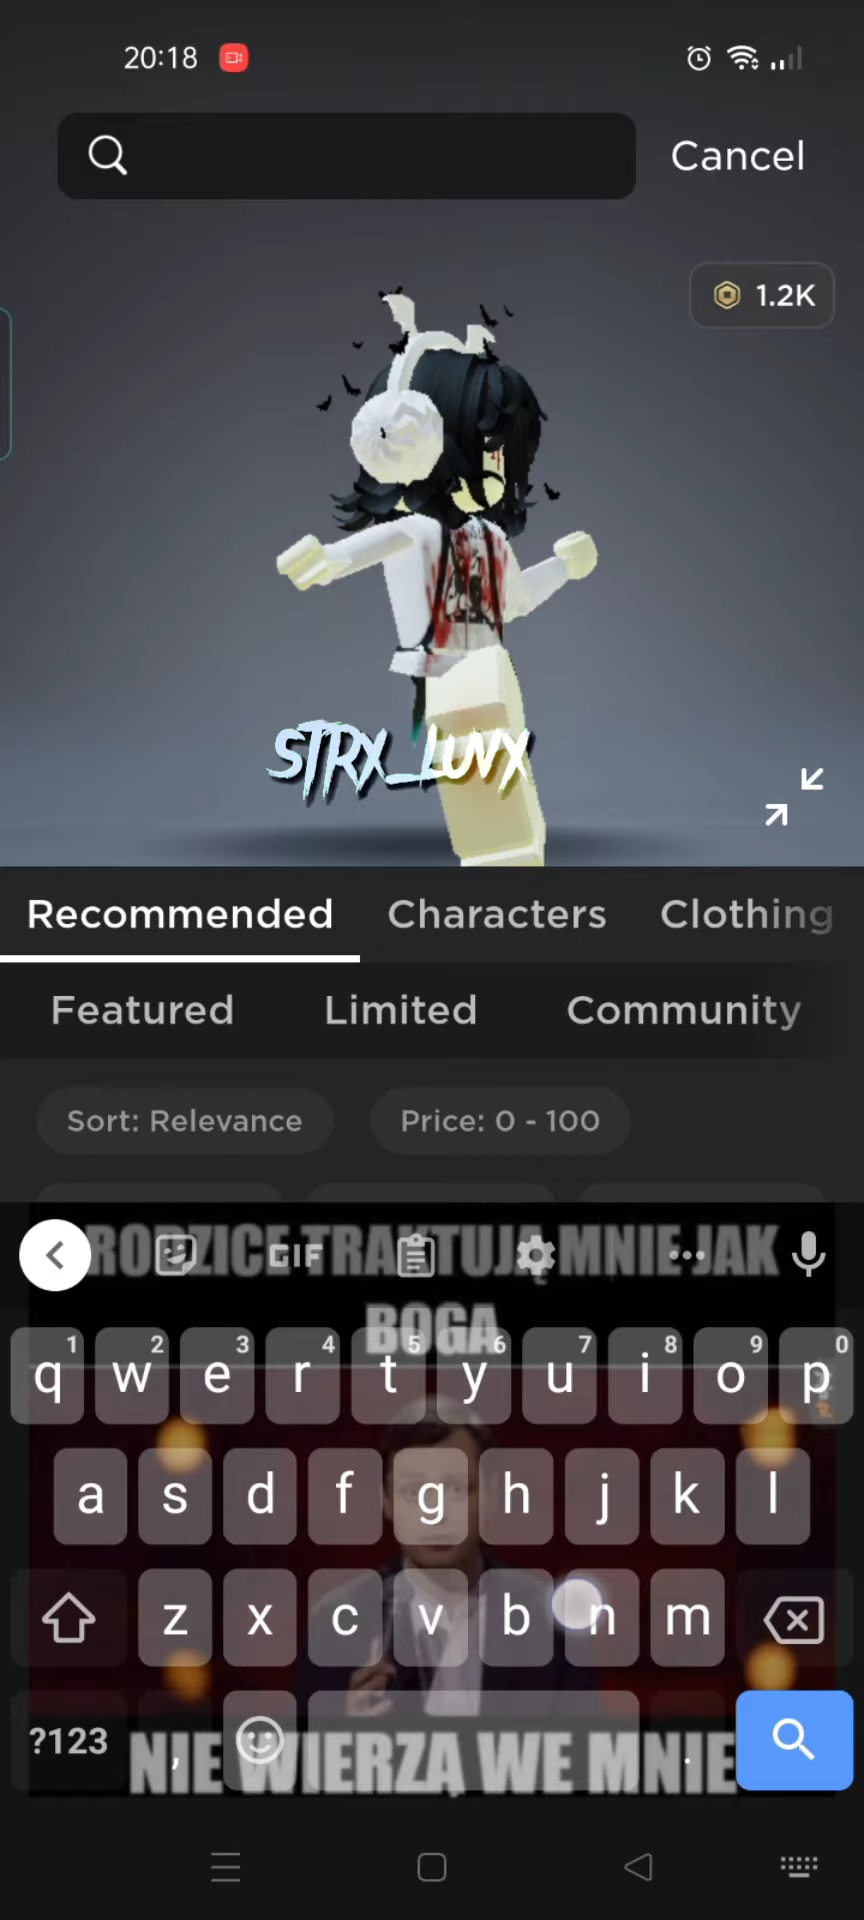 20:18
Cancel
1.2K
STRX_LUVX
Recommended Characters Clothing
Featured Limited Community
Sort: Relevance Price: 0 - 100
RODZICE TRAKTUJĄ MNIE JAK
GIF
BOGA
1 2 3 4 5 6 7 8 9 0
q w e r t y u i o p
a s d f g h j k l
z x c v b n m
?123 , .
NIE WIERZĄ WE MNIE